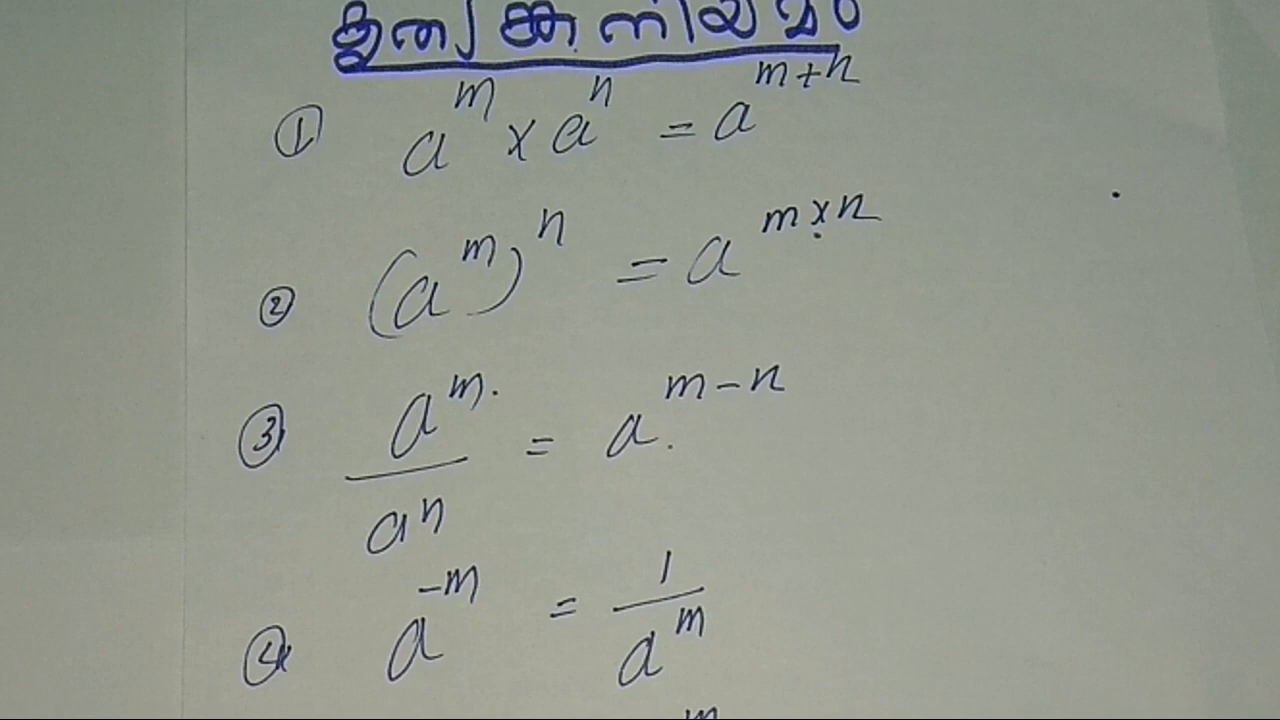 കൃത്യങ്കനിയമം
① a^m × a^n = a^{m+n}
② (a^m)^n = a^{m×n}
③ a^m / a^n = a^{m-n}
④ a^{-m} = 1 / a^m
m